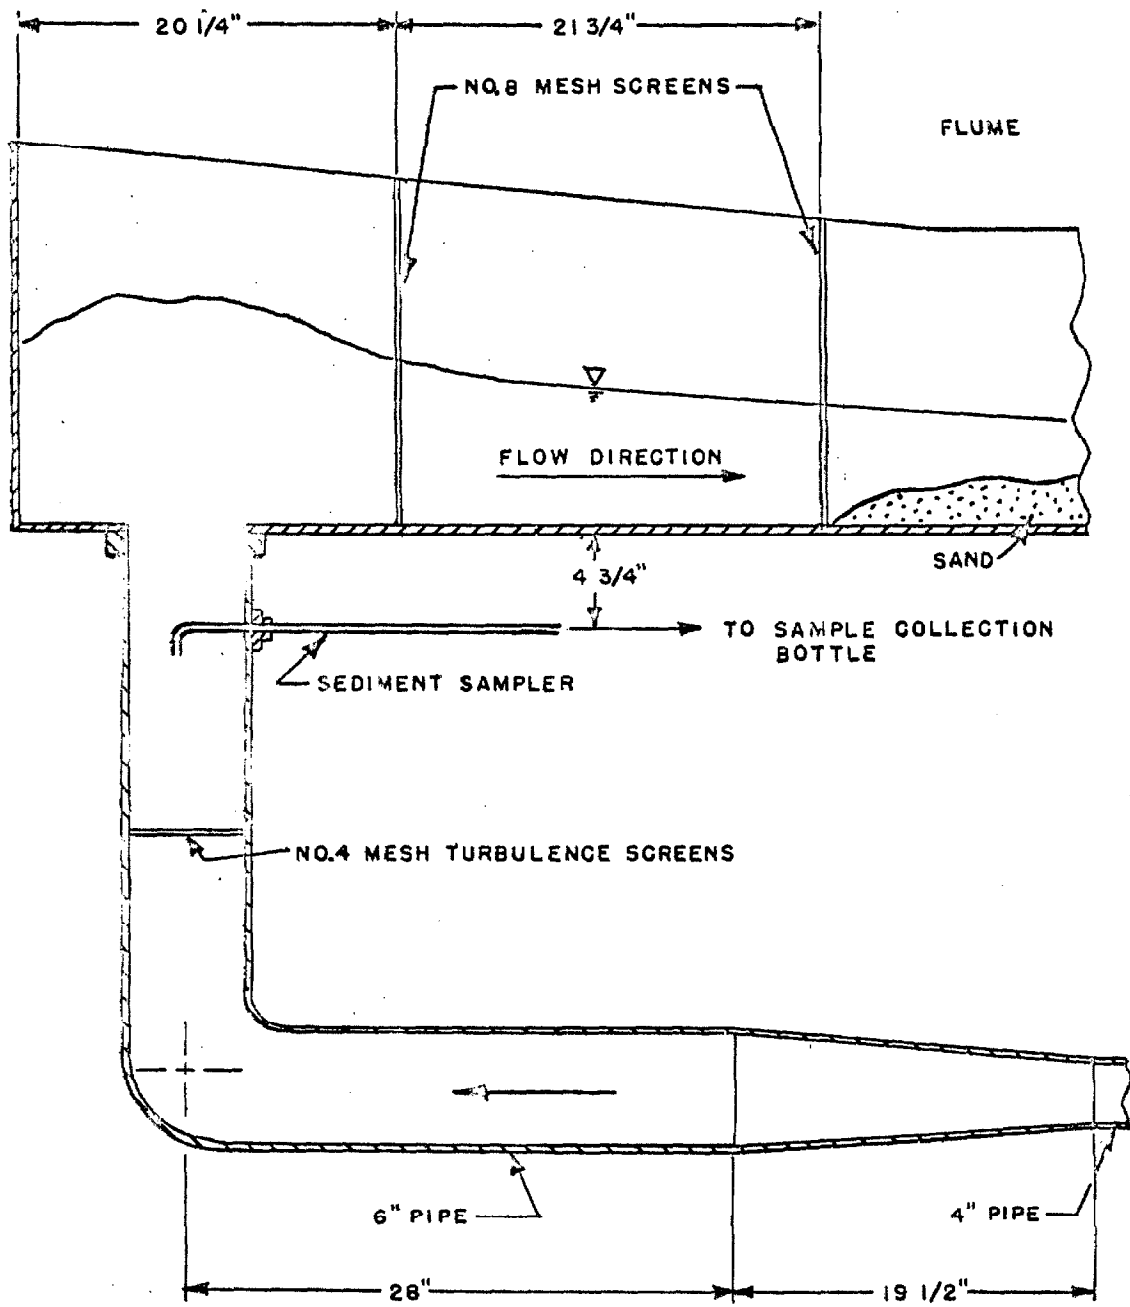 20 1/4"
21 3/4"
NO.8 MESH SCREENS
FLUME
FLOW DIRECTION
SAND
4 3/4"
TO SAMPLE COLLECTION
BOTTLE
SEDIMENT SAMPLER
NO.4 MESH TURBULENCE SCREENS
6" PIPE
4" PIPE
28"
19 1/2"